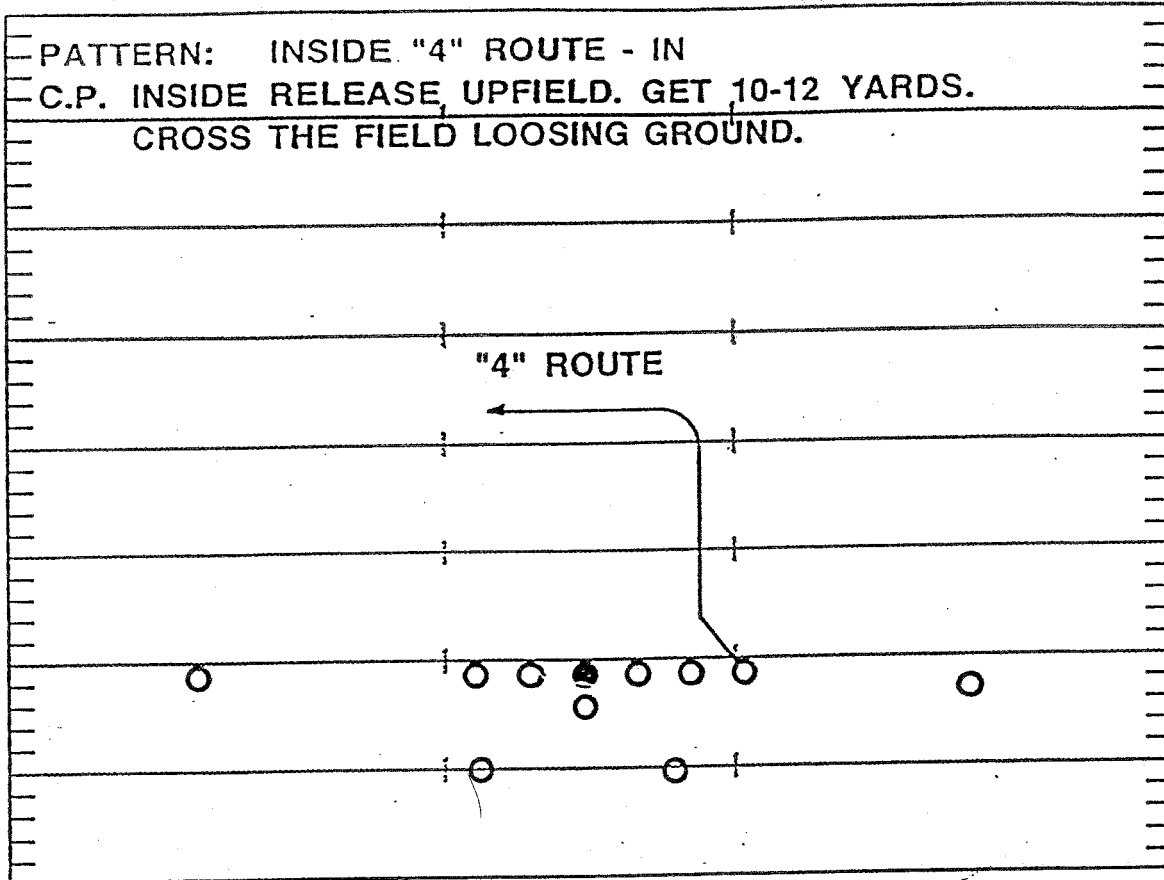 PATTERN: INSIDE "4" ROUTE - IN
C.P. INSIDE RELEASE, UPFIELD. GET 10-12 YARDS.
CROSS THE FIELD LOOSING GROUND.
"4" ROUTE